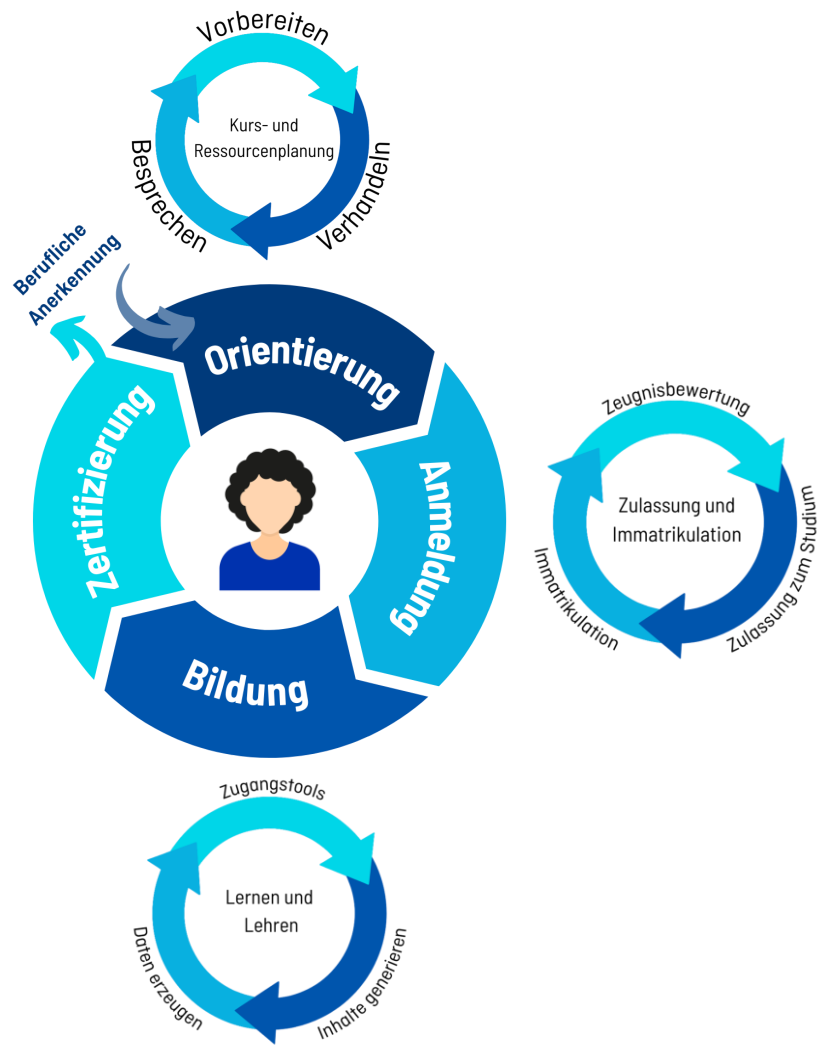 Vorbereiten
Kurs- und
Ressourcenplanung
Besprechen
Verhandeln
Berufliche
Anerkennung
Orientierung
Zertifizierung
Anmeldung
Bildung
Zeugnisbewertung
Zulassung und
Immatrikulation
Immatrikulation
Zulassung zum Studium
Zugangstools
Lernen und
Lehren
Daten erzeugen
Inhalte generieren